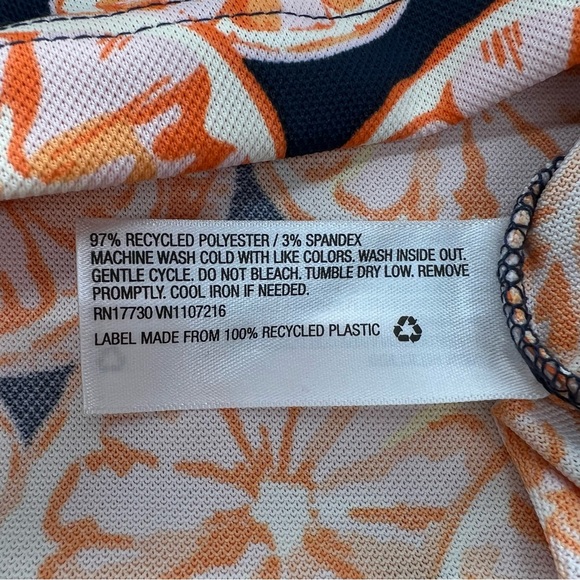 97% RECYCLED POLYESTER / 3% SPANDEX
MACHINE WASH COLD WITH LIKE COLORS. WASH INSIDE OUT.
GENTLE CYCLE. DO NOT BLEACH. TUMBLE DRY LOW. REMOVE
PROMPTLY. COOL IRON IF NEEDED.
RN17730 VN1107216
LABEL MADE FROM 100% RECYCLED PLASTIC